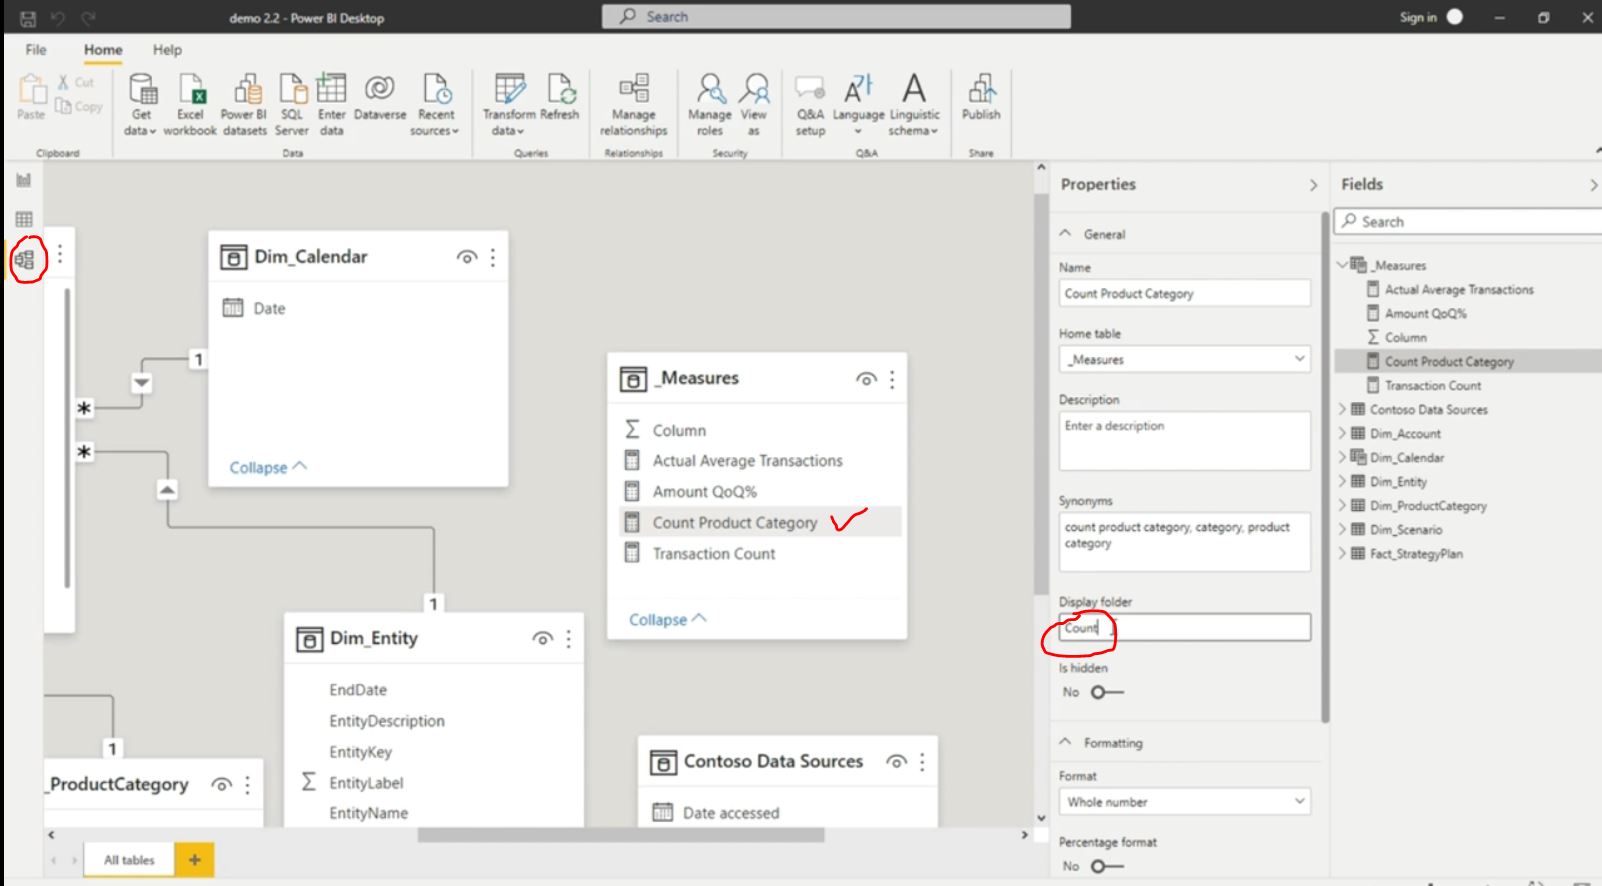 demo 2.2 - Power BI Desktop
Search
Sign in
File
Home
Help
Paste
Cut
Copy
Clipboard
Get data
Excel workbook
Power BI datasets
SQL Server
Enter data
Dataverse
Recent sources
Data
Transform data
Refresh
Queries
Manage relationships
Relationships
Manage roles
View as
Security
Q&A setup
Language
Linguistic schema
Q&A
Publish
Share
Dim_Calendar
Date
Collapse
1
*
*
1
1
_Measures
Column
Actual Average Transactions
Amount QoQ%
Count Product Category
Transaction Count
Collapse
Dim_Entity
EndDate
EntityDescription
EntityKey
EntityLabel
EntityName
_ProductCategory
Contoso Data Sources
Date accessed
All tables
+
Properties
General
Name
Count Product Category
Home table
_Measures
Description
Enter a description
Synonyms
count product category, category, product
category
Display folder
Count
Is hidden
No
Formatting
Format
Whole number
Percentage format
No
Fields
Search
_Measures
Actual Average Transactions
Amount QoQ%
Column
Count Product Category
Transaction Count
Contoso Data Sources
Dim_Account
Dim_Calendar
Dim_Entity
Dim_ProductCategory
Dim_Scenario
Fact_StrategyPlan